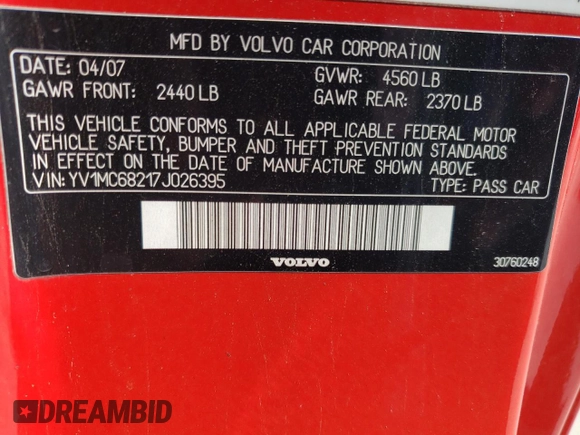 MFD BY VOLVO CAR CORPORATION
DATE: 04/07 GVWR: 4560 LB
GAWR FRONT: 2440 LB GAWR REAR: 2370 LB
THIS VEHICLE CONFORMS TO ALL APPLICABLE FEDERAL MOTOR
VEHICLE SAFETY, BUMPER AND THEFT PREVENTION STANDARDS
IN EFFECT ON THE DATE OF MANUFACTURE SHOWN ABOVE.
VIN: YV1MC68217J026395 TYPE: PASS CAR
VOLVO 30760248
DREAMBID